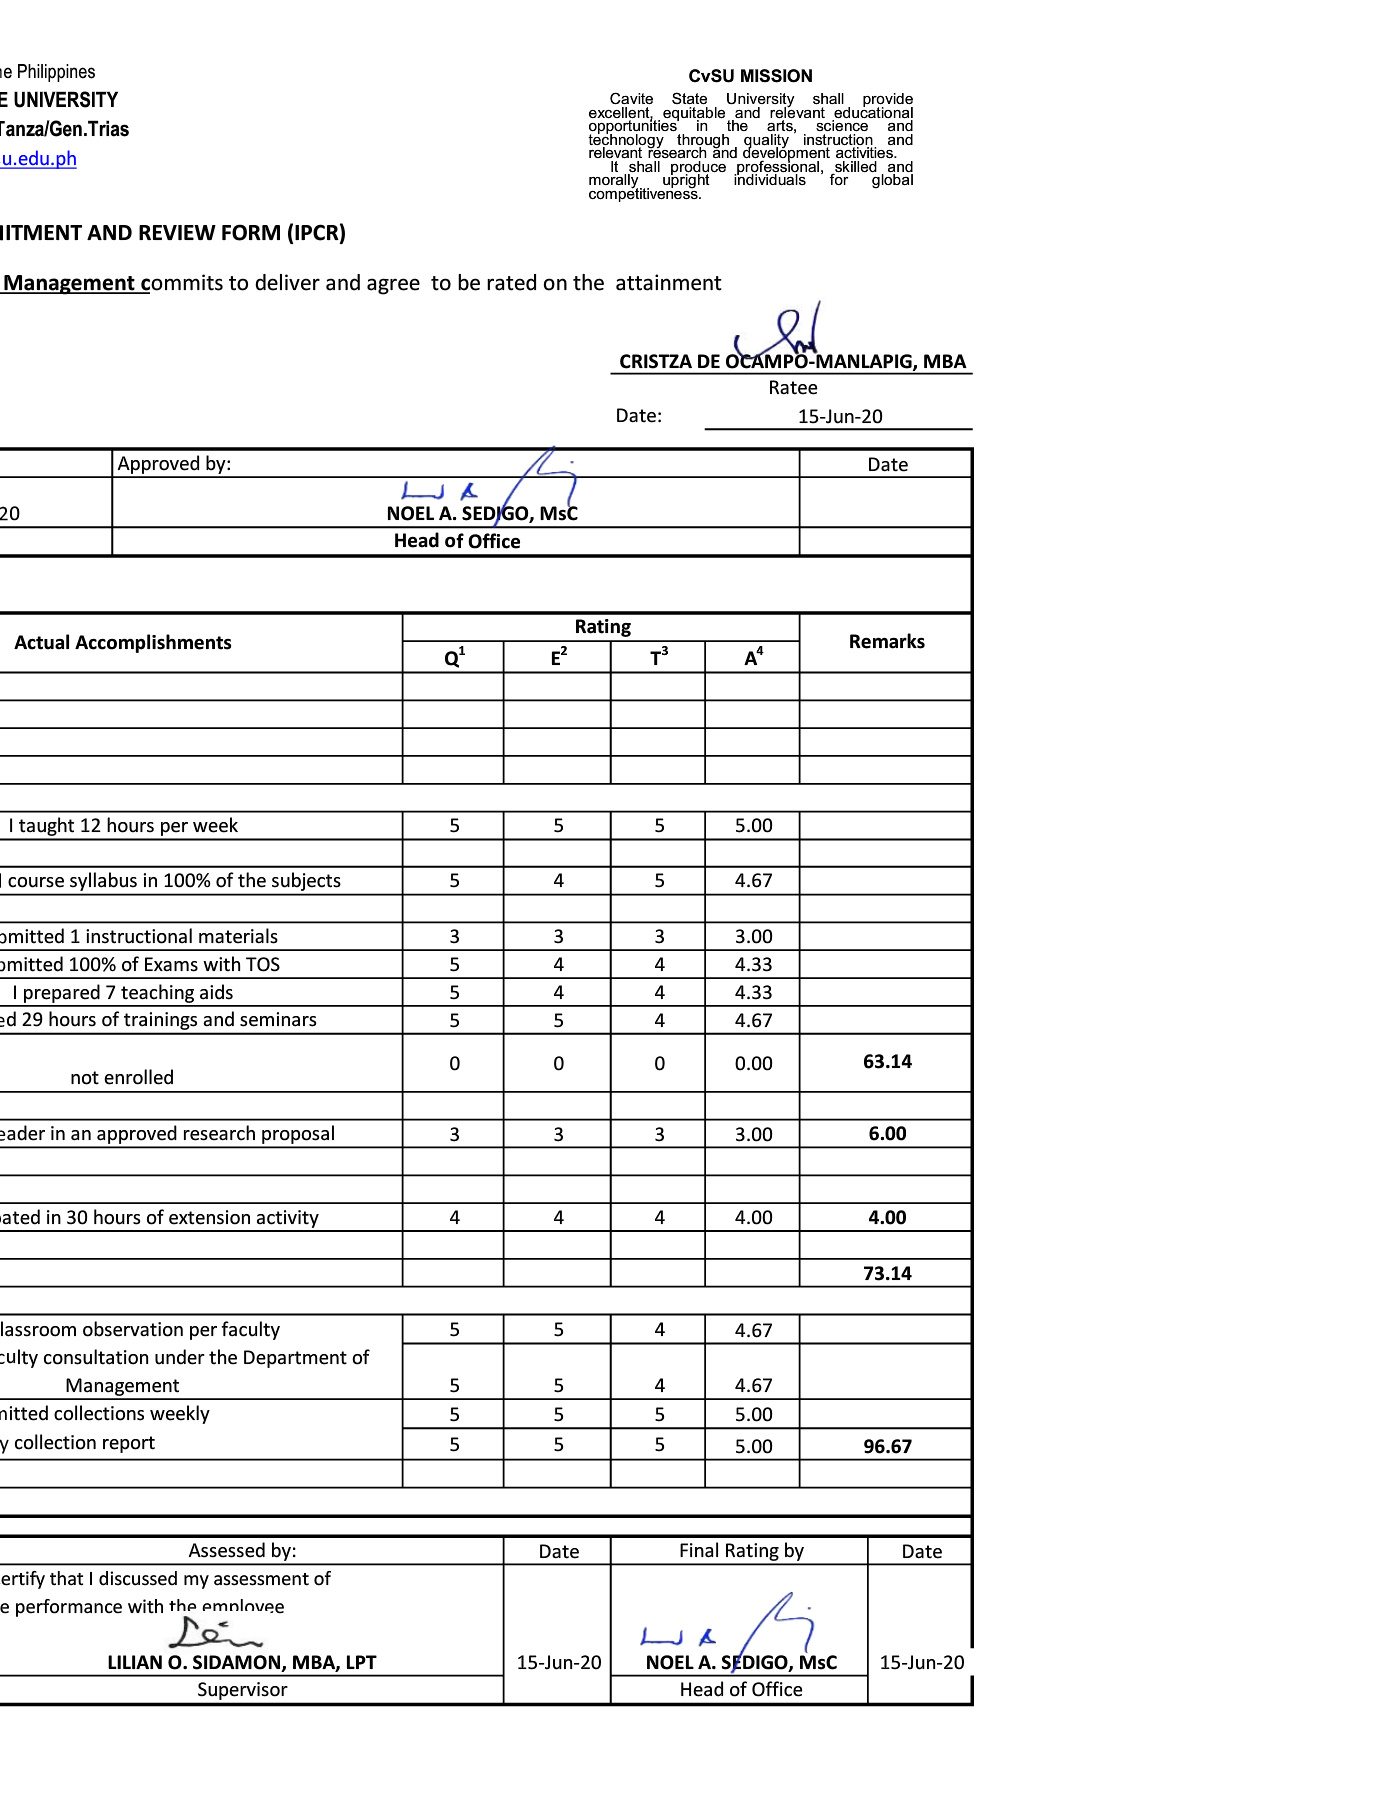 ne Philippines
E UNIVERSITY
Tanza/Gen.Trias
u.edu.ph
CvSU MISSION
Cavite State University shall provide
excellent, equitable and relevant educational
opportunities in the arts, science and
technology through quality instruction and
relevant research and development activities.
It shall produce professional, skilled and
morally upright individuals for global
competitiveness.
MITMENT AND REVIEW FORM (IPCR)
Management commits to deliver and agree to be rated on the attainment
CRISTZA DE OCAMPO-MANLAPIG, MBA
Ratee
Date: 15-Jun-20
Approved by: Date
20 NOEL A. SEDIGO, MsC
Head of Office
Actual Accomplishments Rating Remarks
Q¹ E² T³ A⁴
I taught 12 hours per week 5 5 5 5.00
l course syllabus in 100% of the subjects 5 4 5 4.67
bmitted 1 instructional materials 3 3 3 3.00
bmitted 100% of Exams with TOS 5 4 4 4.33
I prepared 7 teaching aids 5 4 4 4.33
ed 29 hours of trainings and seminars 5 5 4 4.67
not enrolled 0 0 0 0.00 63.14
eader in an approved research proposal 3 3 3 3.00 6.00
pated in 30 hours of extension activity 4 4 4 4.00 4.00
73.14
lassroom observation per faculty 5 5 4 4.67
culty consultation under the Department of
Management 5 5 4 4.67
mitted collections weekly 5 5 5 5.00
y collection report 5 5 5 5.00 96.67
Assessed by: Date Final Rating by Date
ertify that I discussed my assessment of
e performance with the employee
LILIAN O. SIDAMON, MBA, LPT 15-Jun-20 NOEL A. SEDIGO, MsC 15-Jun-20
Supervisor Head of Office